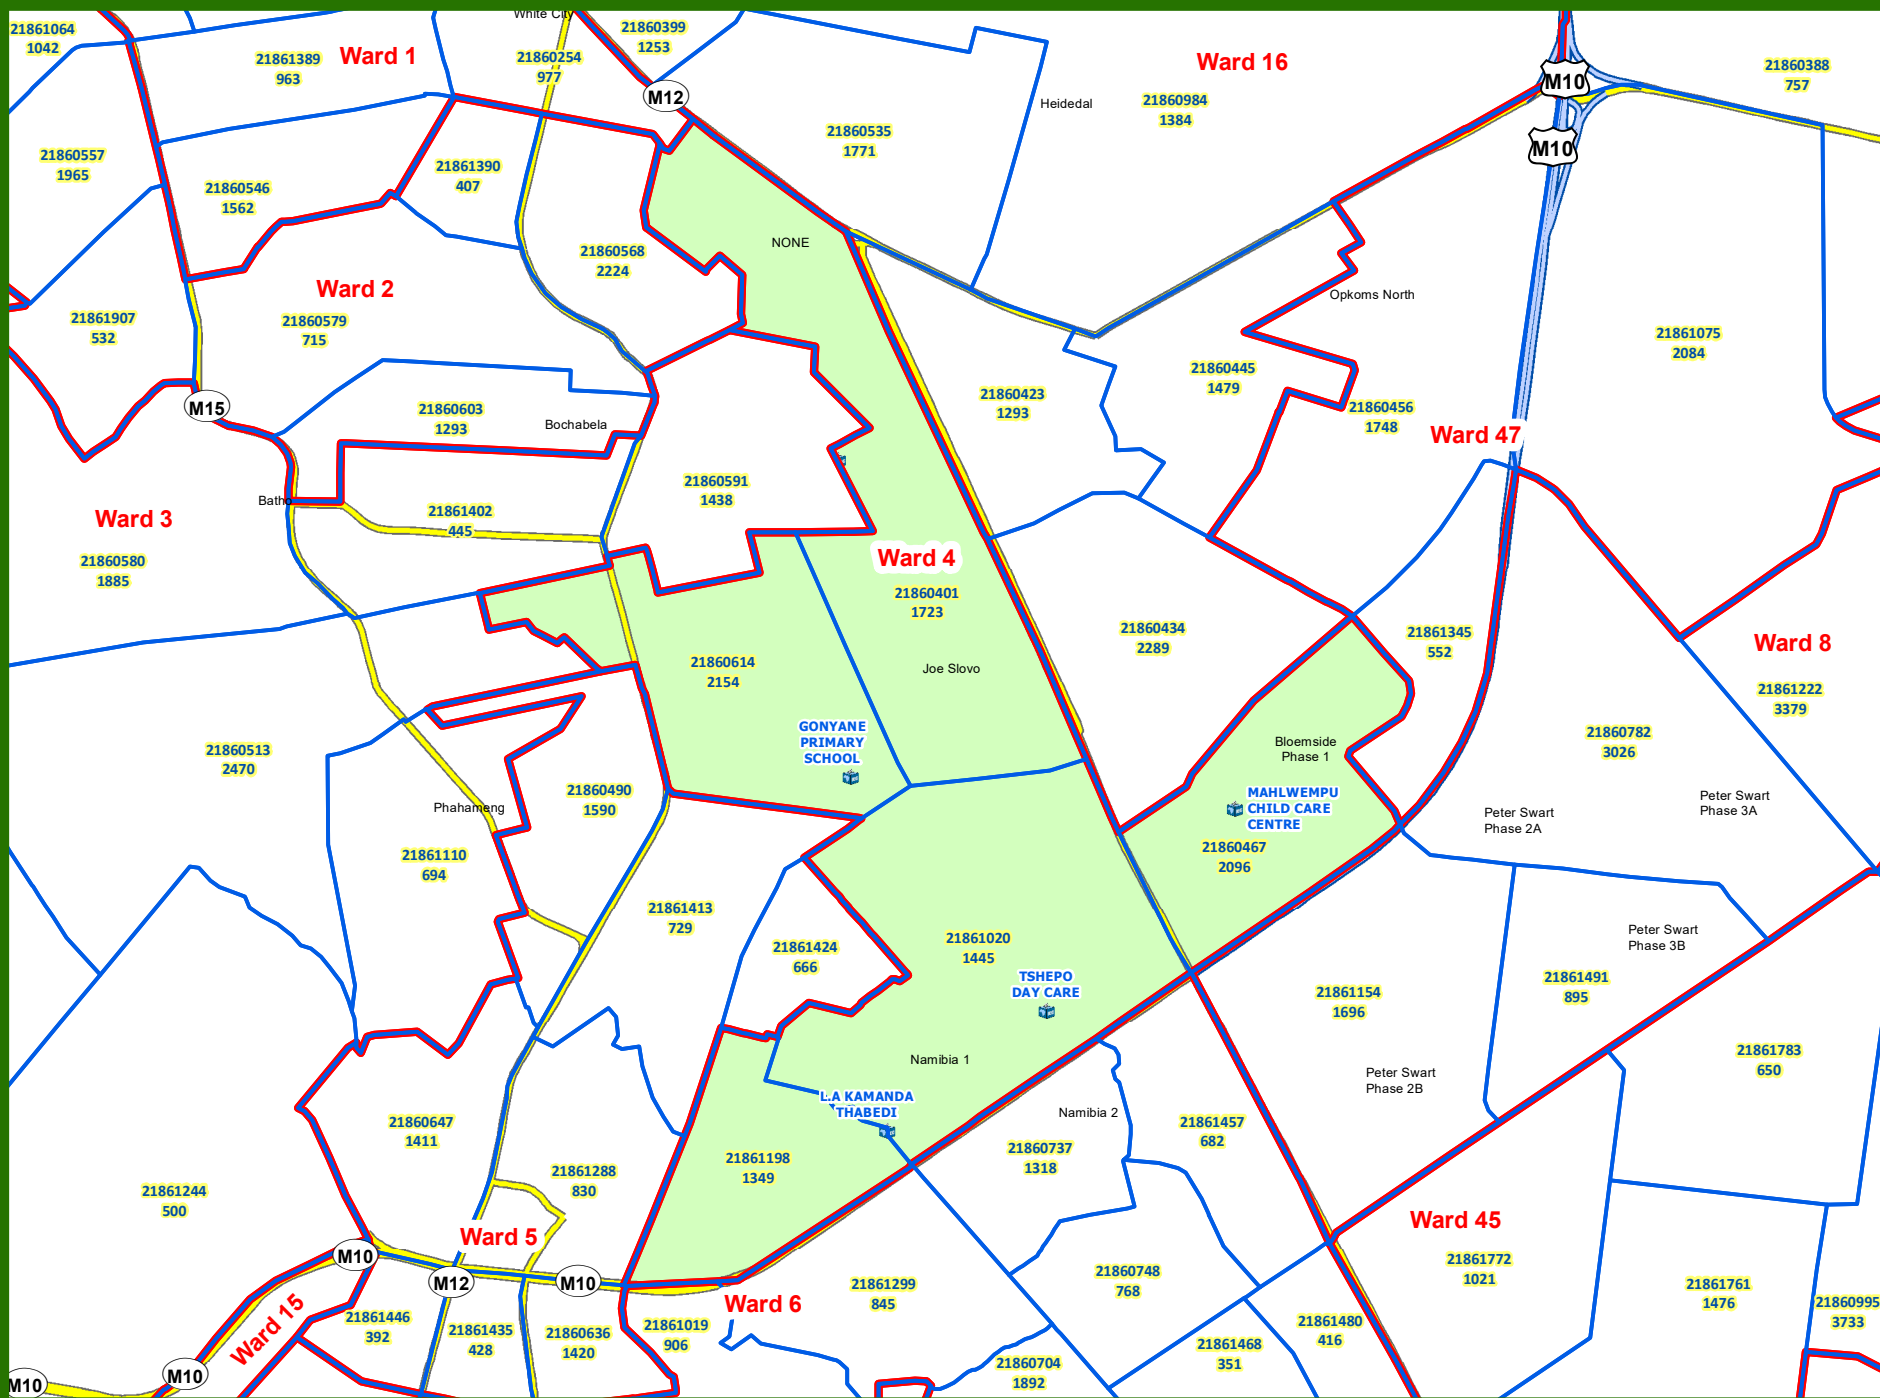 White City
21861064
1042
21861389
963
Ward 1
21860254
977
21860399
1253
M12
Ward 16
M10
21860388
757
Heidedal
21860984
1384
21860535
1771
M10
21860557
1965
21861390
407
21860546
1562
NONE
21860568
2224
Ward 2
Opkoms North
21861907
532
21860579
715
21861075
2084
21860445
1479
21860423
1293
M15
21860603
1293
Bochabela
21860456
1748
Ward 47
21860591
1438
Batho
Ward 3
21861402
445
21860580
1885
Ward 4
21860401
1723
21860434
2289
21861345
552
Ward 8
21860614
2154
Joe Slovo
21861222
3379
GONYANE
PRIMARY
SCHOOL
21860513
2470
Bloemside
Phase 1
21860782
3026
21860490
1590
Phahameng
MAHLWEMPU
CHILD CARE
CENTRE
Peter Swart
Phase 2A
Peter Swart
Phase 3A
21861110
694
21860467
2096
21861413
729
21861424
666
21861020
1445
Peter Swart
Phase 3B
TSHEPO
DAY CARE
21861154
1696
21861491
895
Namibia 1
21861783
650
Peter Swart
Phase 2B
L.A KAMANDA
THABEDI
Namibia 2
21860647
1411
21860737
1318
21861457
682
21861198
1349
21861288
830
21861244
500
Ward 5
Ward 45
M10
M12
M10
21861772
1021
21860748
768
21861299
845
21861761
1476
Ward 6
Ward 15
21861446
392
21861435
428
21860636
1420
21861019
906
21861480
416
21860995
3733
21861468
351
21860704
1892
M10
M10